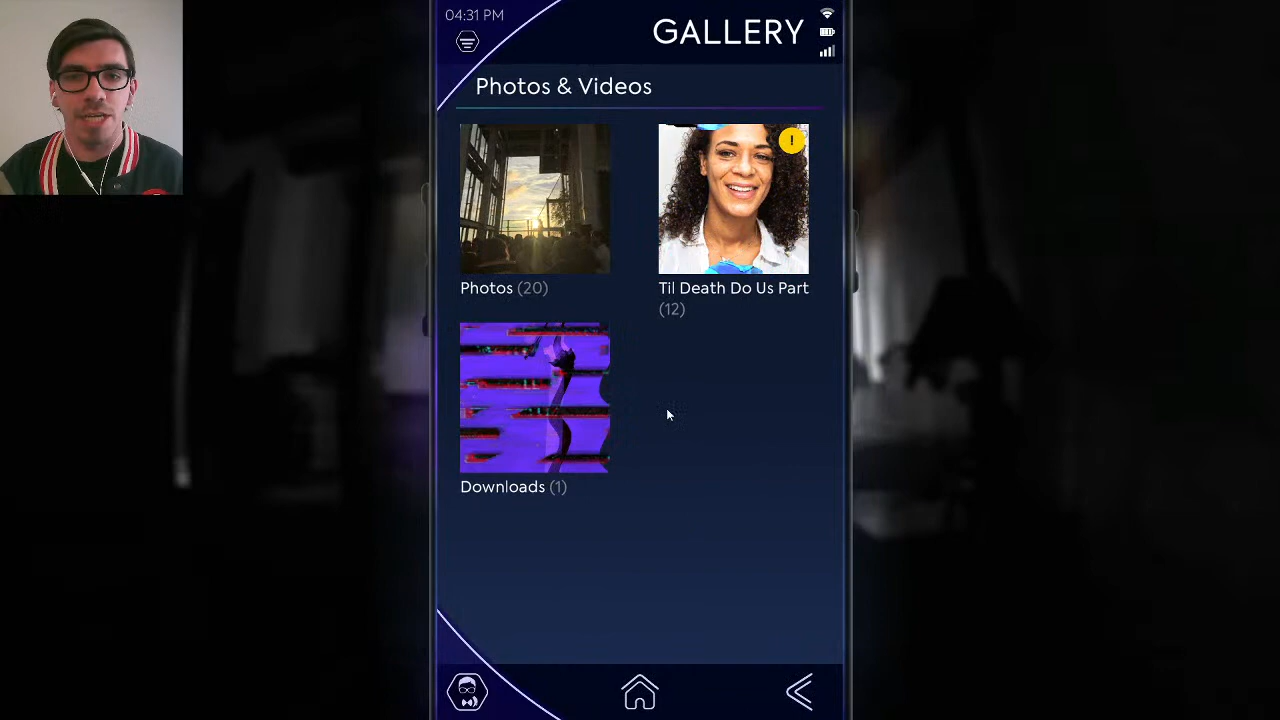 04:31 PM
GALLERY
Photos & Videos
!
Photos (20)
Til Death Do Us Part
(12)
Downloads (1)